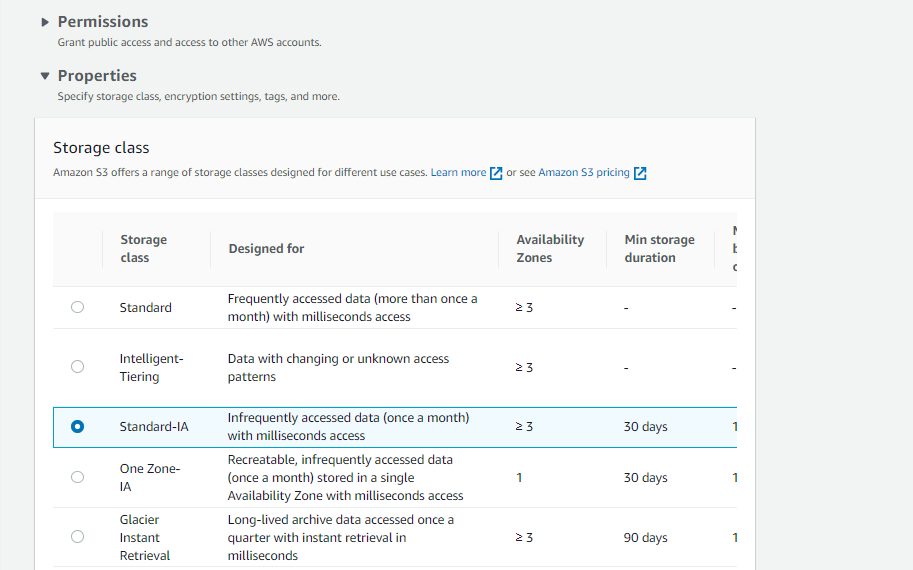 Permissions
Grant public access and access to other AWS accounts.
Properties
Specify storage class, encryption settings, tags, and more.
Storage class
Amazon S3 offers a range of storage classes designed for different use cases. Learn more or see Amazon S3 pricing
Storage class Designed for Availability Zones Min storage duration
Standard Frequently accessed data (more than once a
month) with milliseconds access ≥ 3 - -
Intelligent-
Tiering Data with changing or unknown access
patterns ≥ 3 - -
Standard-IA Infrequently accessed data (once a month)
with milliseconds access ≥ 3 30 days 1
One Zone-
IA Recreatable, infrequently accessed data
(once a month) stored in a single
Availability Zone with milliseconds access 1 30 days 1
Glacier
Instant
Retrieval Long-lived archive data accessed once a
quarter with instant retrieval in
milliseconds ≥ 3 90 days 1